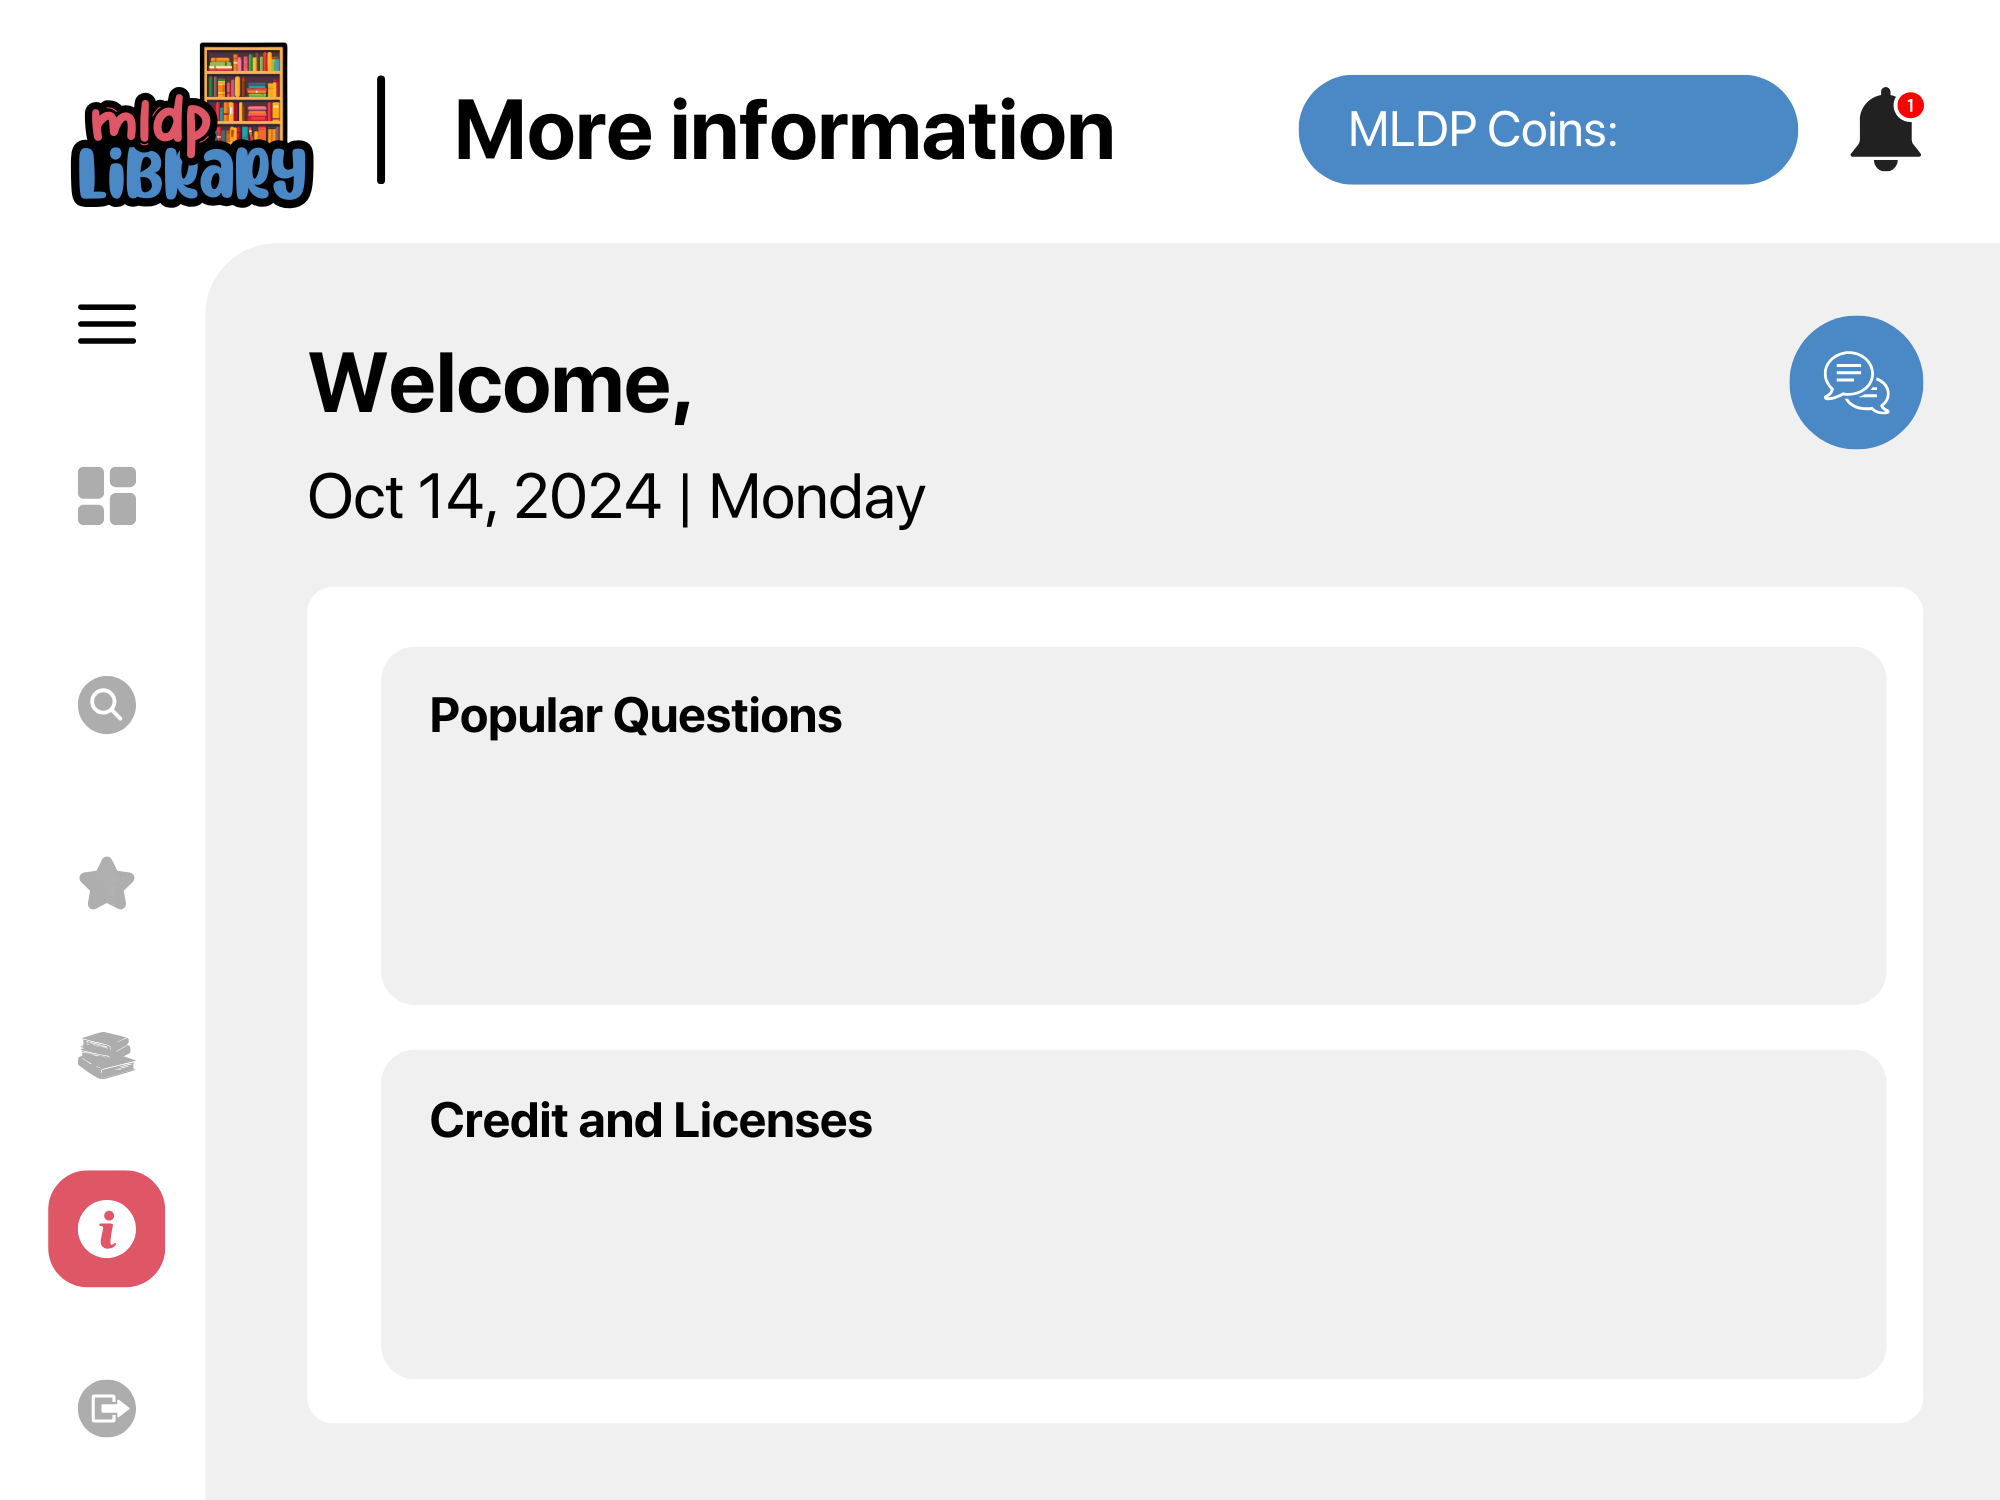 mldp
LiBRARY
More information
MLDP Coins:
1
Welcome,
Oct 14, 2024 | Monday
Popular Questions
Credit and Licenses
i